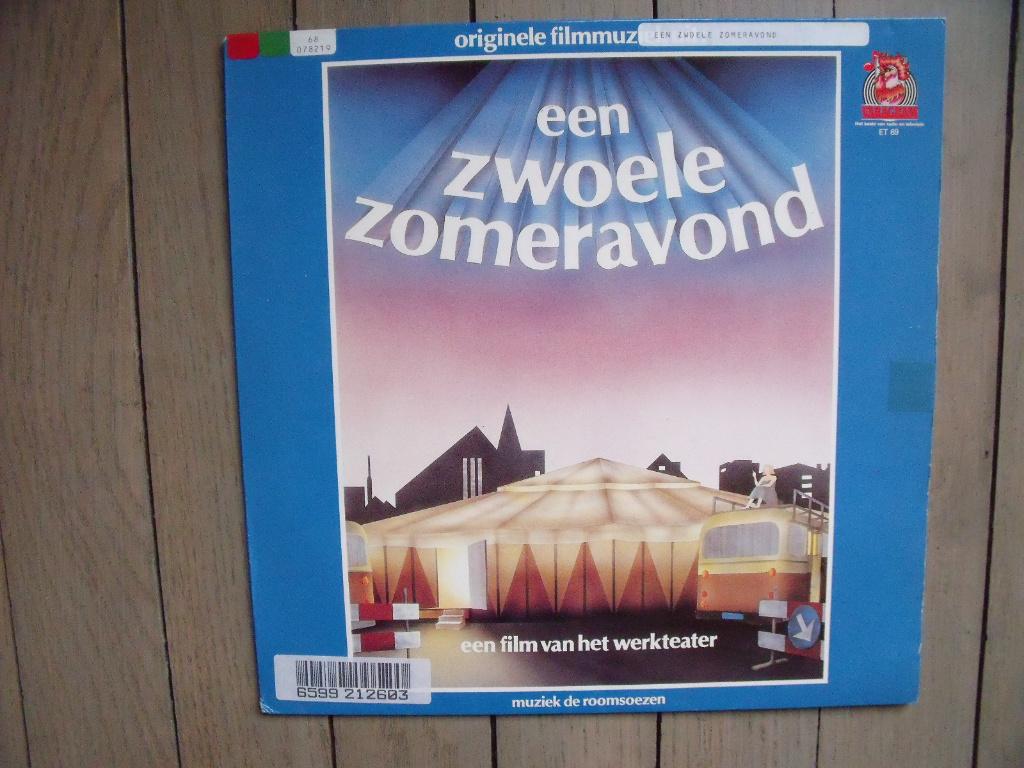 68
078219
originele filmmuz
EEN ZWOELE ZOMERAVOND
ET 69
een
zwoele
zomeravond
een film van het werkteater
6599 212603
muziek de roomsoezen